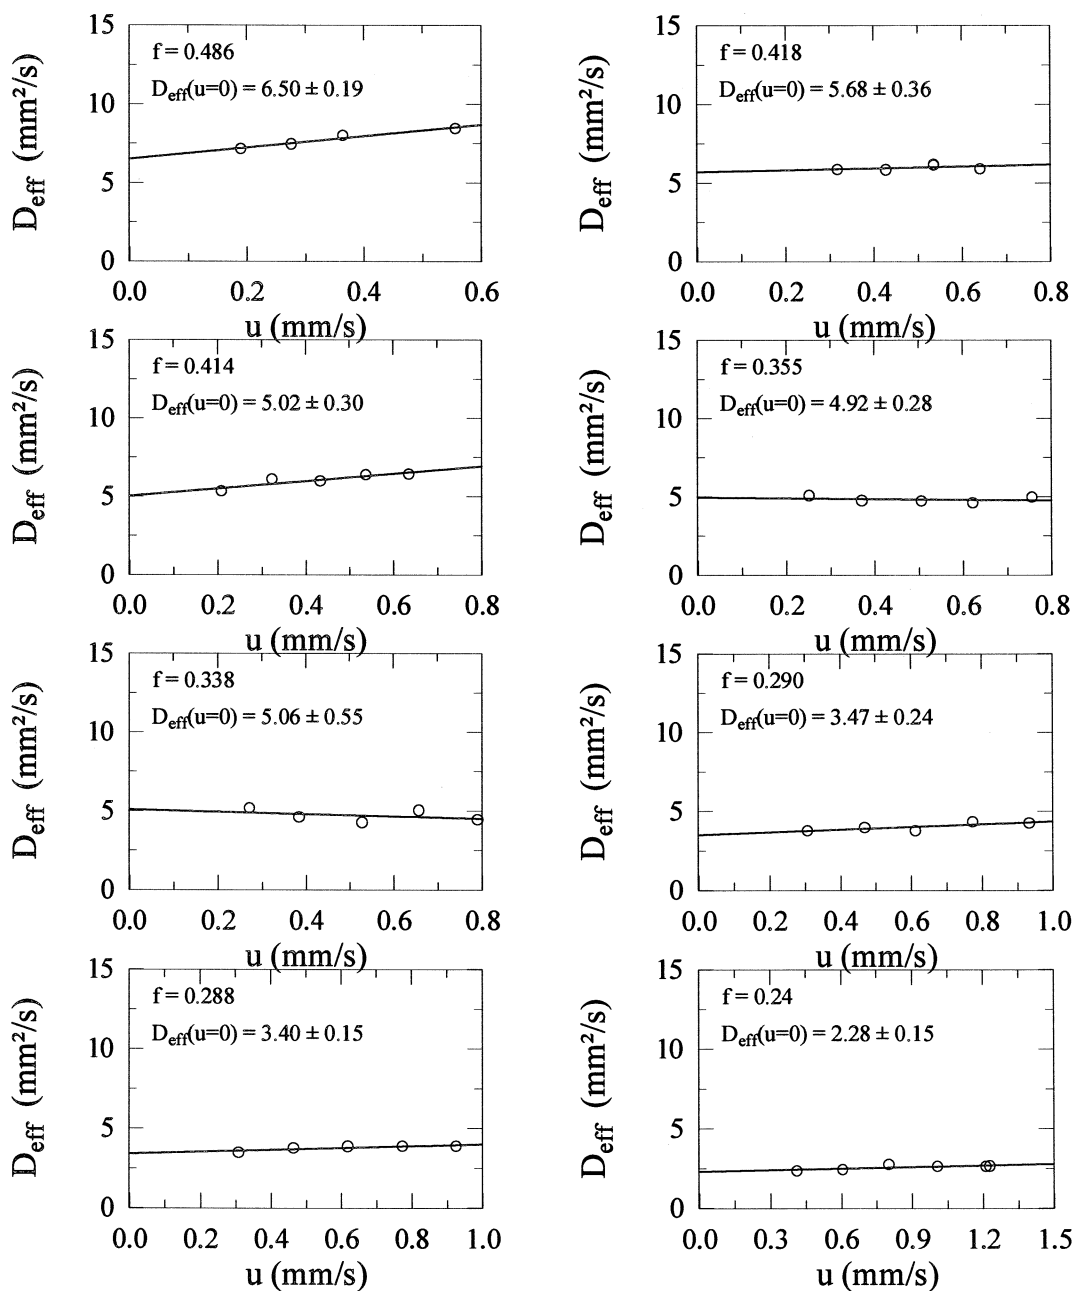 15
10
5
0
D_eff (mm²/s)
f = 0.486
D_eff(u=0) = 6.50 ± 0.19
0.0 0.2 0.4 0.6
u (mm/s)
15
10
5
0
D_eff (mm²/s)
f = 0.418
D_eff(u=0) = 5.68 ± 0.36
0.0 0.2 0.4 0.6 0.8
u (mm/s)
15
10
5
0
D_eff (mm²/s)
f = 0.414
D_eff(u=0) = 5.02 ± 0.30
0.0 0.2 0.4 0.6 0.8
u (mm/s)
15
10
5
0
D_eff (mm²/s)
f = 0.355
D_eff(u=0) = 4.92 ± 0.28
0.0 0.2 0.4 0.6 0.8
u (mm/s)
15
10
5
0
D_eff (mm²/s)
f = 0.338
D_eff(u=0) = 5.06 ± 0.55
0.0 0.2 0.4 0.6 0.8
u (mm/s)
15
10
5
0
D_eff (mm²/s)
f = 0.290
D_eff(u=0) = 3.47 ± 0.24
0.0 0.2 0.4 0.6 0.8 1.0
u (mm/s)
15
10
5
0
D_eff (mm²/s)
f = 0.288
D_eff(u=0) = 3.40 ± 0.15
0.0 0.2 0.4 0.6 0.8 1.0
u (mm/s)
15
10
5
0
D_eff (mm²/s)
f = 0.24
D_eff(u=0) = 2.28 ± 0.15
0.0 0.3 0.6 0.9 1.2 1.5
u (mm/s)